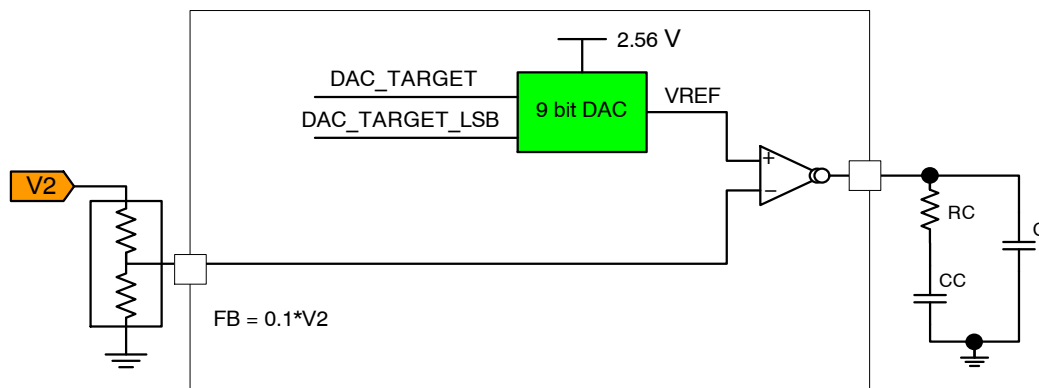 2.56 V
DAC_TARGET
DAC_TARGET_LSB
9 bit DAC
VREF
+
−
V2
RC
CC
FB = 0.1*V2